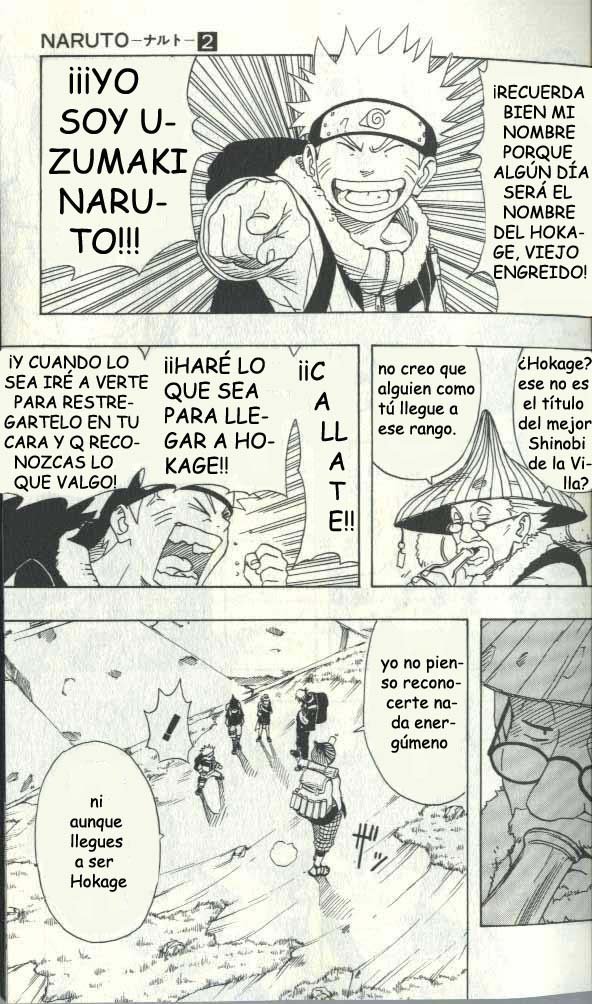 NARUTO—ナルト— 2
¡RECUERDA
BIEN MI
NOMBRE
PORQUE
ALGÚN DÍA
SERÁ EL
NOMBRE
DEL HOKA-
GE, VIEJO
ENGREIDO!
¡¡¡YO
SOY U-
ZUMAKI
NARU-
TO!!!
¿Hokage?
ese no es
el título
del mejor
Shinobi
de la Vi-
lla?
no creo que
alguien como
tú llegue a
ese rango.
¡¡C
A
LL
A
T
E!!
¡¡HARÉ LO
QUE SEA
PARA LLE-
GAR A HO-
KAGE!!
¡Y CUANDO LO
SEA IRÉ A VERTE
PARA RESTRE-
GARTELO EN TU
CARA Y Q RECO-
NOZCAS LO
QUE VALGO!
yo no pien-
so recono-
certe na-
da ener-
gúmeno
!
ザッ
ni
aunque
llegues
a ser
Hokage